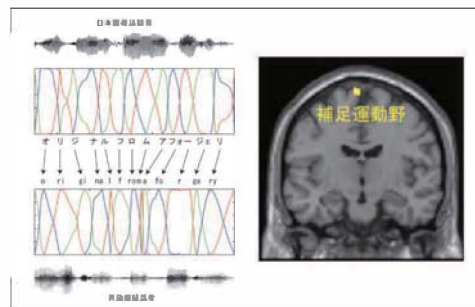 補足運動野
オ リ ジ ナル フ ロ ム ア フォー ジェ リ
o ri gi na l f ro m a fo r ge ry